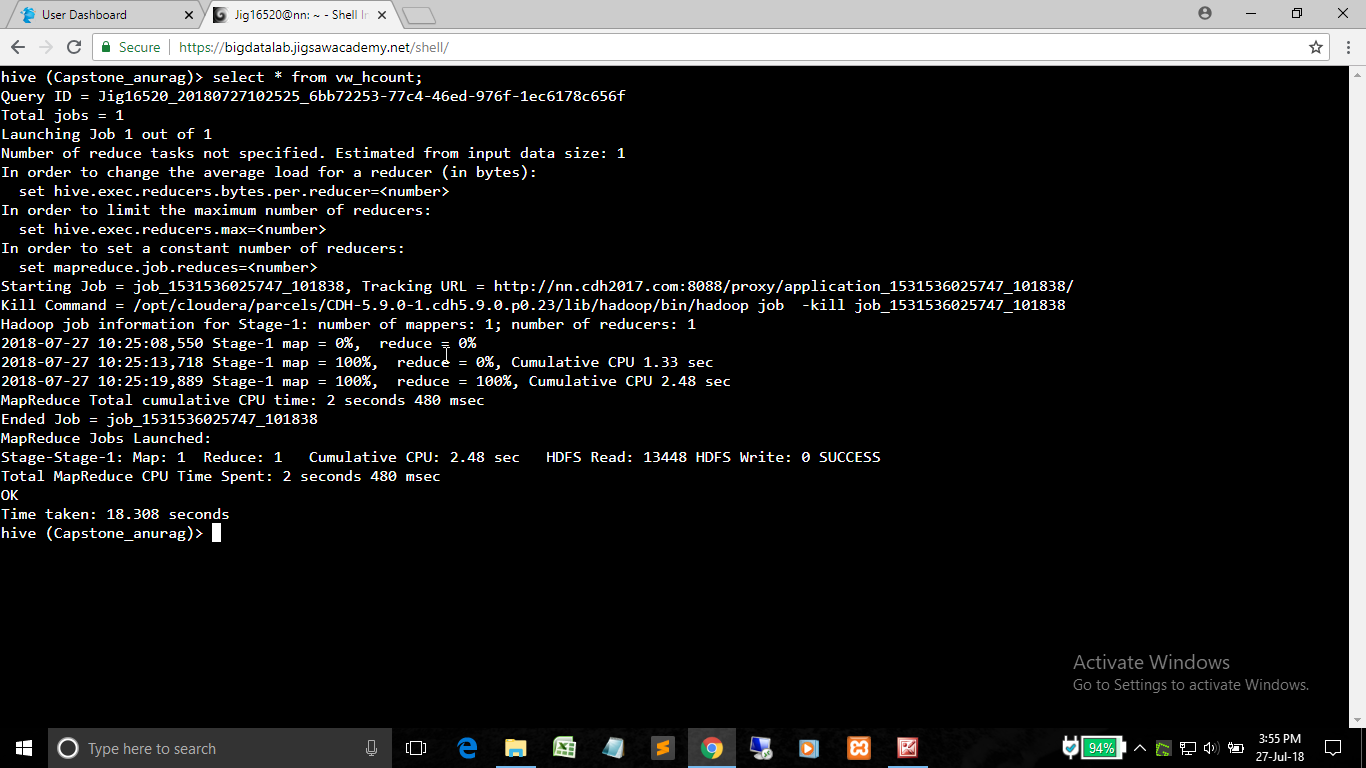 User Dashboard
Jig16520@nn: ~ - Shell In
Secure
https://bigdatalab.jigsawacademy.net/shell/
hive (Capstone_anurag)> select * from vw_hcount;
Query ID = Jig16520_20180727102525_6bb72253-77c4-46ed-976f-1ec6178c656f
Total jobs = 1
Launching Job 1 out of 1
Number of reduce tasks not specified. Estimated from input data size: 1
In order to change the average load for a reducer (in bytes):
  set hive.exec.reducers.bytes.per.reducer=<number>
In order to limit the maximum number of reducers:
  set hive.exec.reducers.max=<number>
In order to set a constant number of reducers:
  set mapreduce.job.reduces=<number>
Starting Job = job_1531536025747_101838, Tracking URL = http://nn.cdh2017.com:8088/proxy/application_1531536025747_101838/
Kill Command = /opt/cloudera/parcels/CDH-5.9.0-1.cdh5.9.0.p0.23/lib/hadoop/bin/hadoop job  -kill job_1531536025747_101838
Hadoop job information for Stage-1: number of mappers: 1; number of reducers: 1
2018-07-27 10:25:08,550 Stage-1 map = 0%,  reduce = 0%
2018-07-27 10:25:13,718 Stage-1 map = 100%,  reduce = 0%, Cumulative CPU 1.33 sec
2018-07-27 10:25:19,889 Stage-1 map = 100%,  reduce = 100%, Cumulative CPU 2.48 sec
MapReduce Total cumulative CPU time: 2 seconds 480 msec
Ended Job = job_1531536025747_101838
MapReduce Jobs Launched:
Stage-Stage-1: Map: 1  Reduce: 1   Cumulative CPU: 2.48 sec   HDFS Read: 13448 HDFS Write: 0 SUCCESS
Total MapReduce CPU Time Spent: 2 seconds 480 msec
OK
Time taken: 18.308 seconds
hive (Capstone_anurag)>
Activate Windows
Go to Settings to activate Windows.
Type here to search
94%
3:55 PM
27-Jul-18